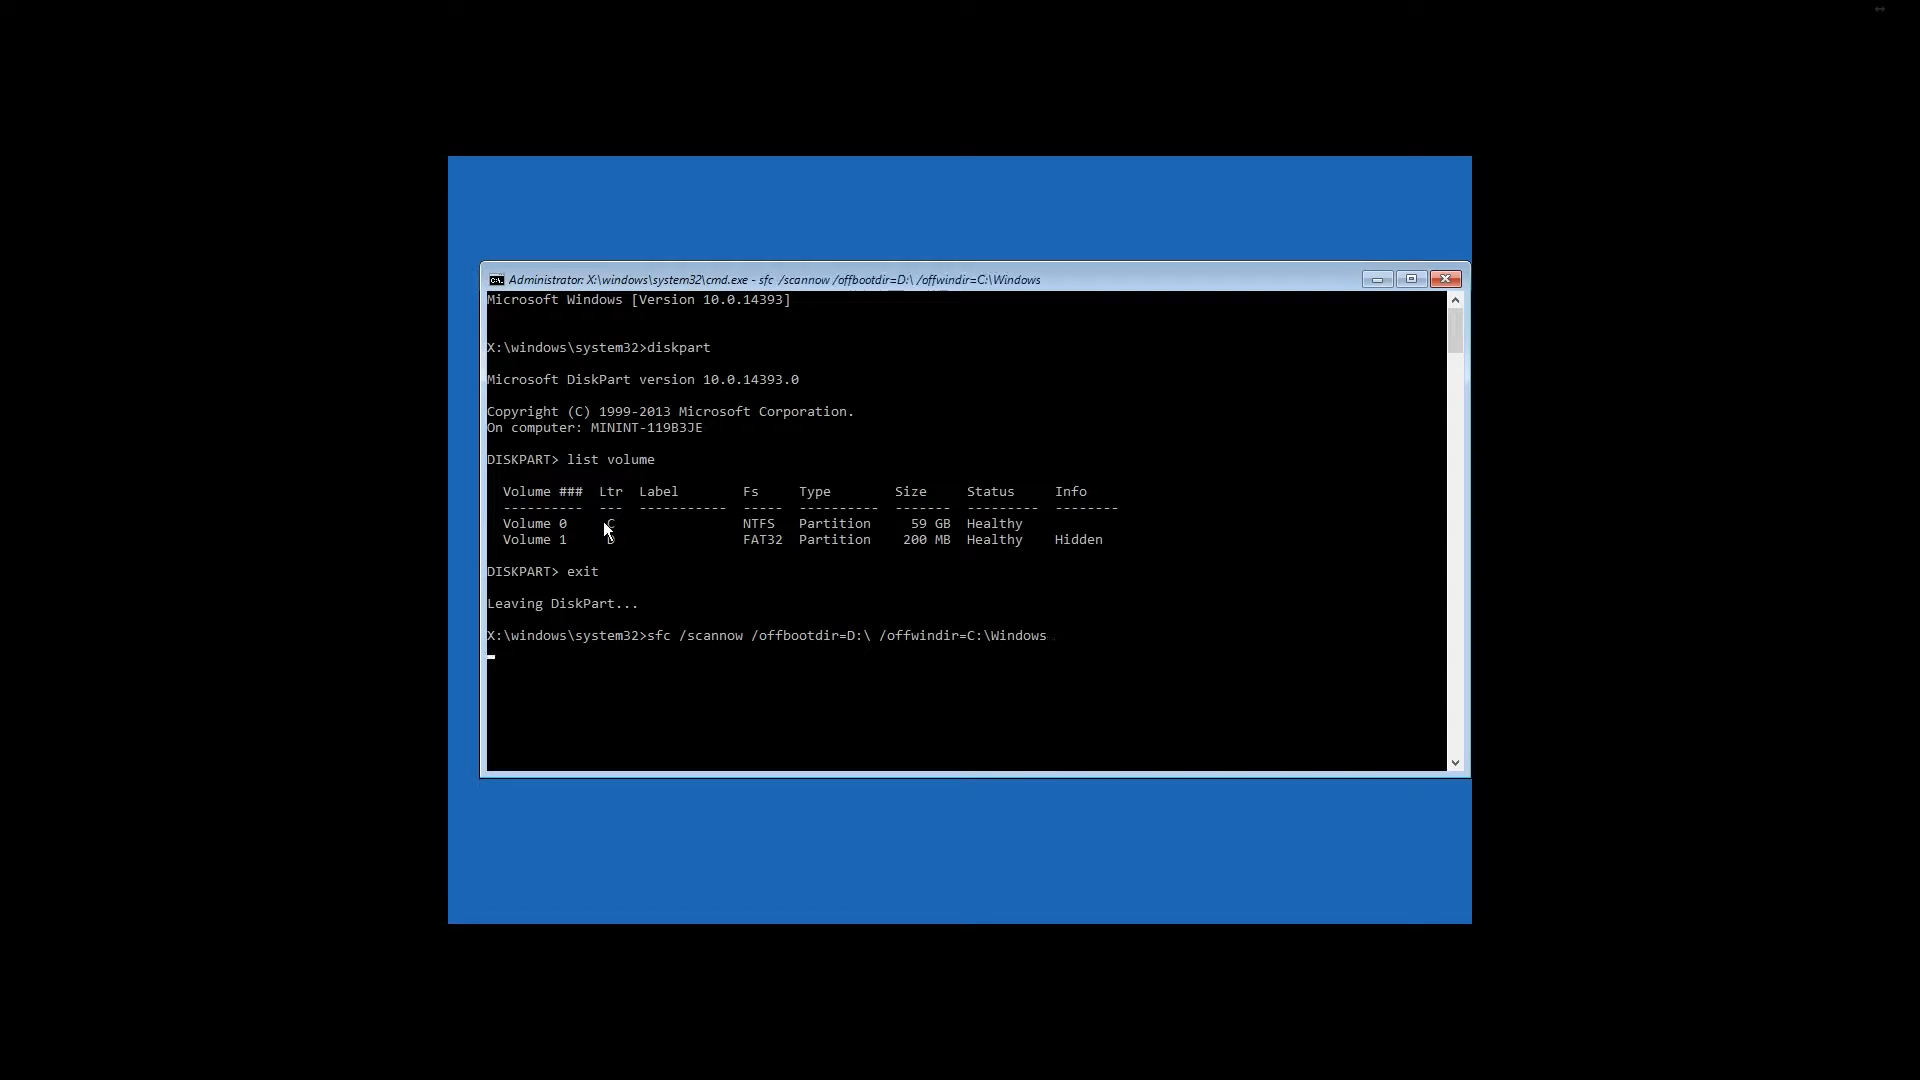 Administrator: X:\windows\system32\cmd.exe - sfc /scannow /offbootdir=D:\ /offwindir=C:\Windows
Microsoft Windows [Version 10.0.14393]
X:\windows\system32>diskpart
Microsoft DiskPart version 10.0.14393.0
Copyright (C) 1999-2013 Microsoft Corporation.
On computer: MININT-119B3JE
DISKPART> list volume
Volume ### Ltr Label Fs Type Size Status Info
---------- --- ----------- ----- ---------- ------- --------- --------
Volume 0 C NTFS Partition 59 GB Healthy
Volume 1 D FAT32 Partition 200 MB Healthy Hidden
DISKPART> exit
Leaving DiskPart...
X:\windows\system32>sfc /scannow /offbootdir=D:\ /offwindir=C:\Windows